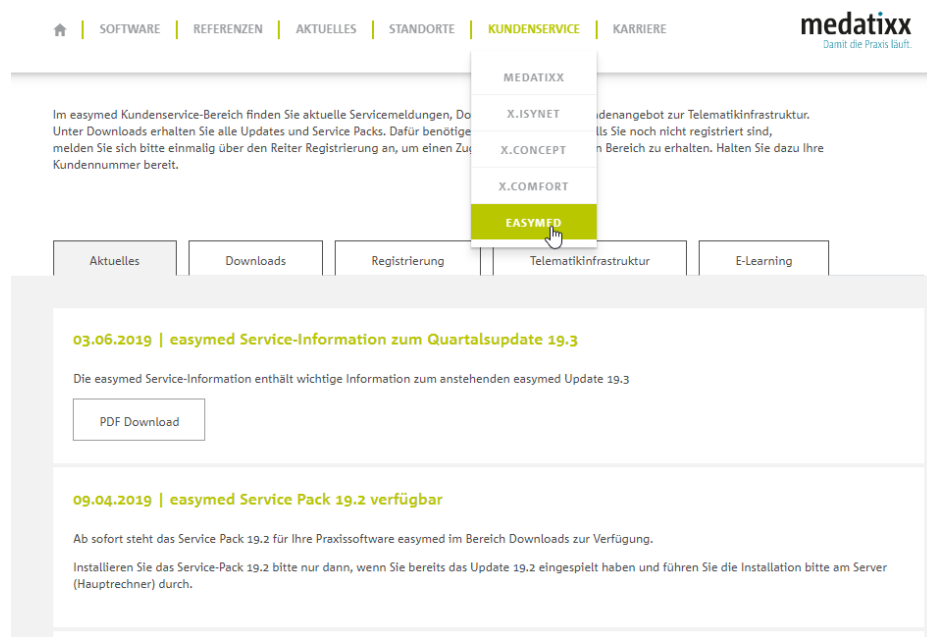 SOFTWARE REFERENZEN AKTUELLES STANDORTE KUNDENSERVICE KARRIERE
medatixx
Damit die Praxis läuft.
MEDATIXX
X.ISYNET
X.CONCEPT
X.COMFORT
EASYMED
Im easymed Kundenservice-Bereich finden Sie aktuelle Servicemeldungen, denangebot zur Telematikinfrastruktur.
Unter Downloads erhalten Sie alle Updates und Service Packs. Dafür Sie noch nicht registriert sind,
melden Sie sich bitte einmalig über den Reiter Registrierung an, um einen Bereich zu erhalten. Halten Sie dazu Ihre
Kundennummer bereit.
Aktuelles Downloads Registrierung Telematikinfrastruktur E-Learning
03.06.2019 | easymed Service-Information zum Quartalsupdate 19.3
Die easymed Service-Information enthält wichtige Information zum anstehenden easymed Update 19.3
PDF Download
09.04.2019 | easymed Service Pack 19.2 verfügbar
Ab sofort steht das Service Pack 19.2 für Ihre Praxissoftware easymed im Bereich Downloads zur Verfügung.
Installieren Sie das Service-Pack 19.2 bitte nur dann, wenn Sie bereits das Update 19.2 eingespielt haben und führen Sie die Installation bitte am Server
(Hauptrechner) durch.